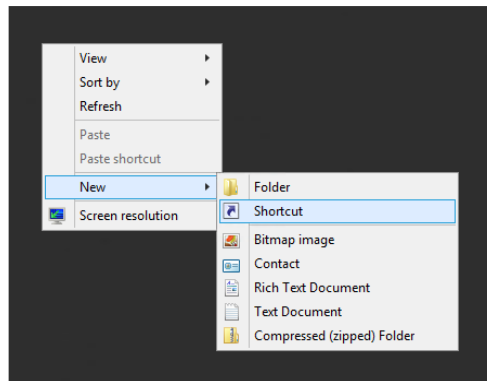 View
Sort by
Refresh
Paste
Paste shortcut
New
Screen resolution
Folder
Shortcut
Bitmap image
Contact
Rich Text Document
Text Document
Compressed (zipped) Folder